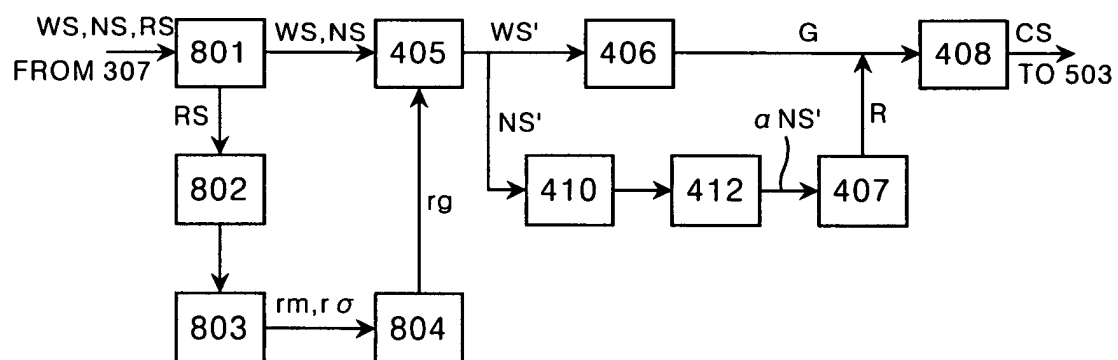 WS,NS,RS
FROM 307
801
WS,NS
405
WS'
406
G
408
CS
TO 503
RS
NS'
α NS'
R
802
rg
410
412
407
803
rm,r σ
804